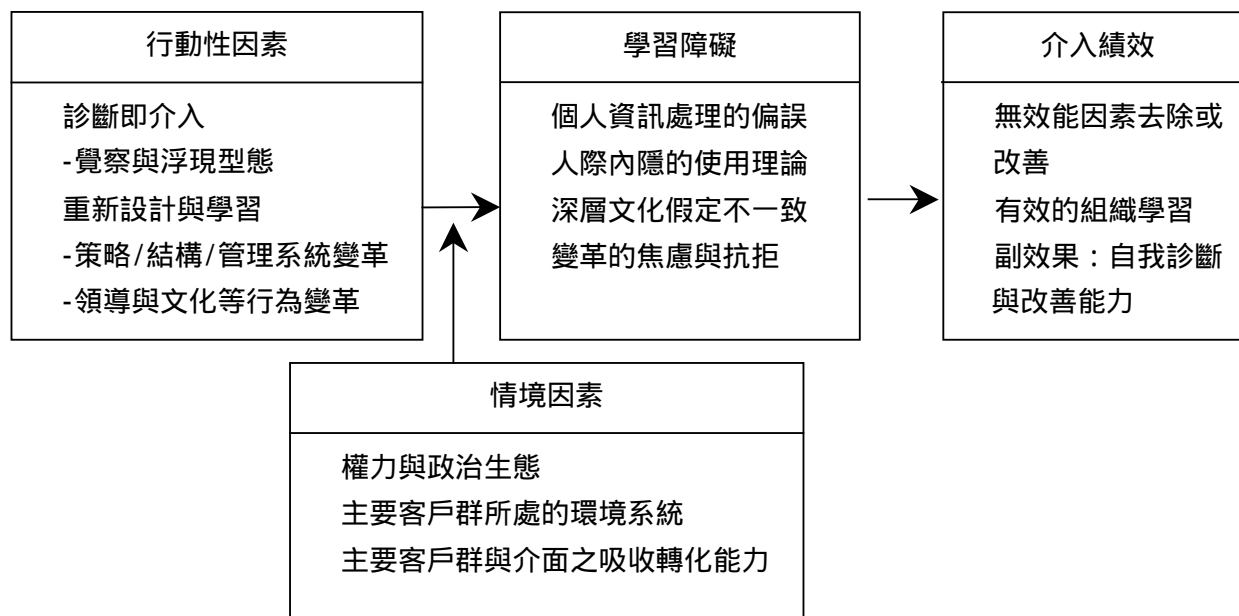 行動性因素
診斷即介入
-覺察與浮現型態
重新設計與學習
-策略/結構/管理系統變革
-領導與文化等行為變革
學習障礙
個人資訊處理的偏誤
人際內隱的使用理論
深層文化假定不一致
變革的焦慮與抗拒
介入績效
無效能因素去除或
改善
有效的組織學習
副效果：自我診斷
與改善能力
情境因素
權力與政治生態
主要客戶群所處的環境系統
主要客戶群與介面之吸收轉化能力